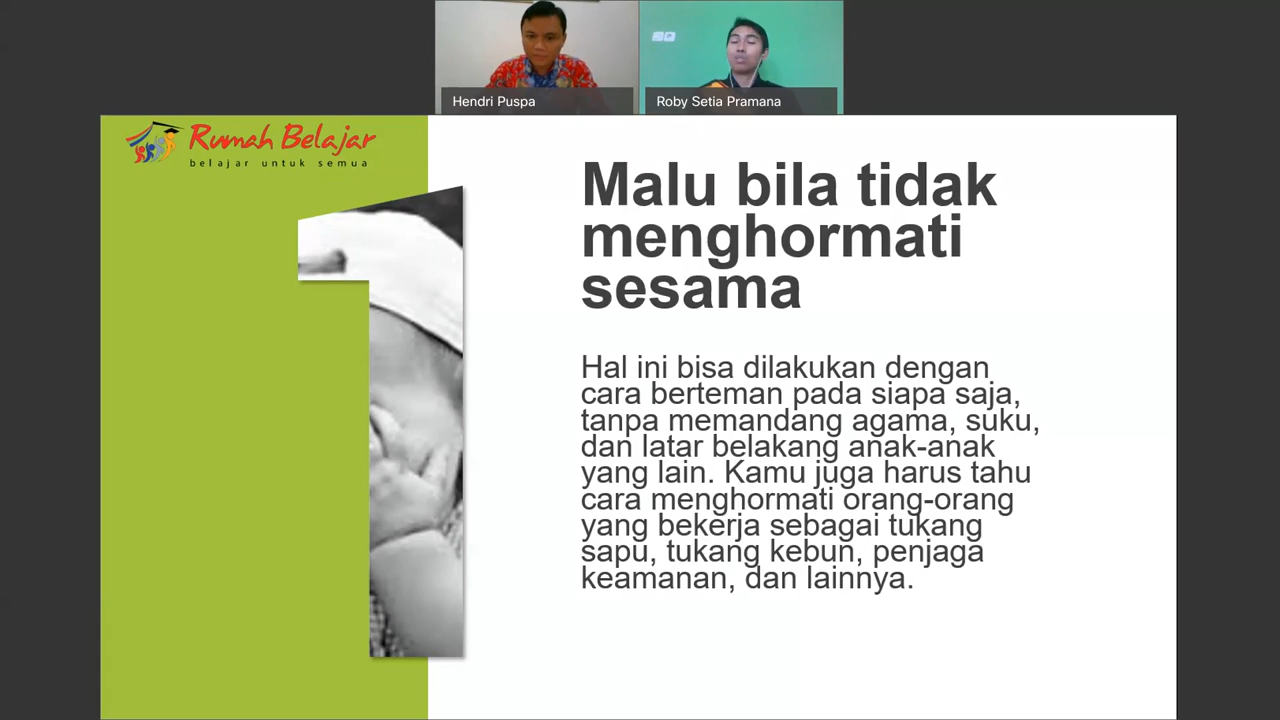 Hendri Puspa
Roby Setia Pramana
Rumah Belajar
belajar untuk semua
1
Malu bila tidak
menghormati
sesama
Hal ini bisa dilakukan dengan
cara berteman pada siapa saja,
tanpa memandang agama, suku,
dan latar belakang anak-anak
yang lain. Kamu juga harus tahu
cara menghormati orang-orang
yang bekerja sebagai tukang
sapu, tukang kebun, penjaga
keamanan, dan lainnya.